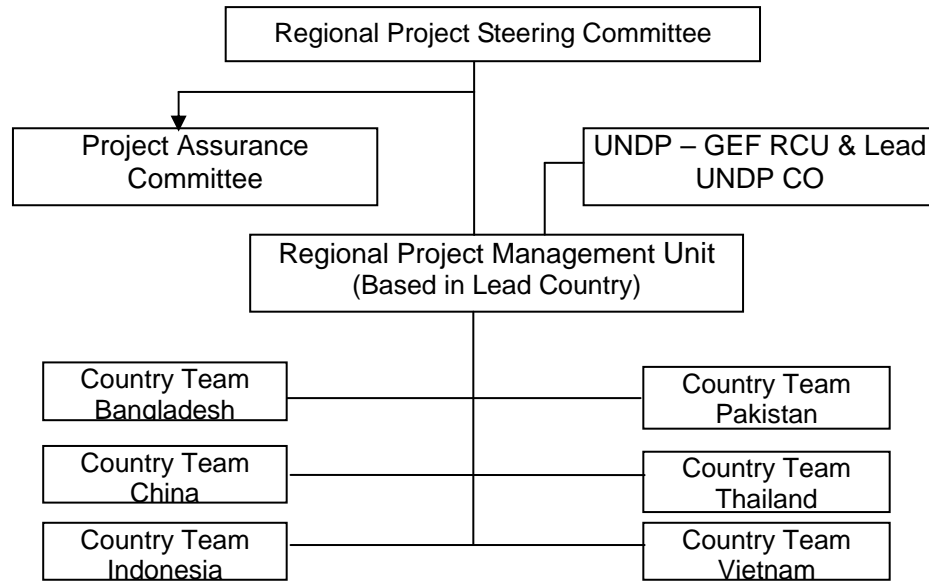 Regional Project Steering Committee
Project Assurance
Committee
UNDP – GEF RCU & Lead
UNDP CO
Regional Project Management Unit
(Based in Lead Country)
Country Team
Bangladesh
Country Team
Pakistan
Country Team
China
Country Team
Thailand
Country Team
Indonesia
Country Team
Vietnam